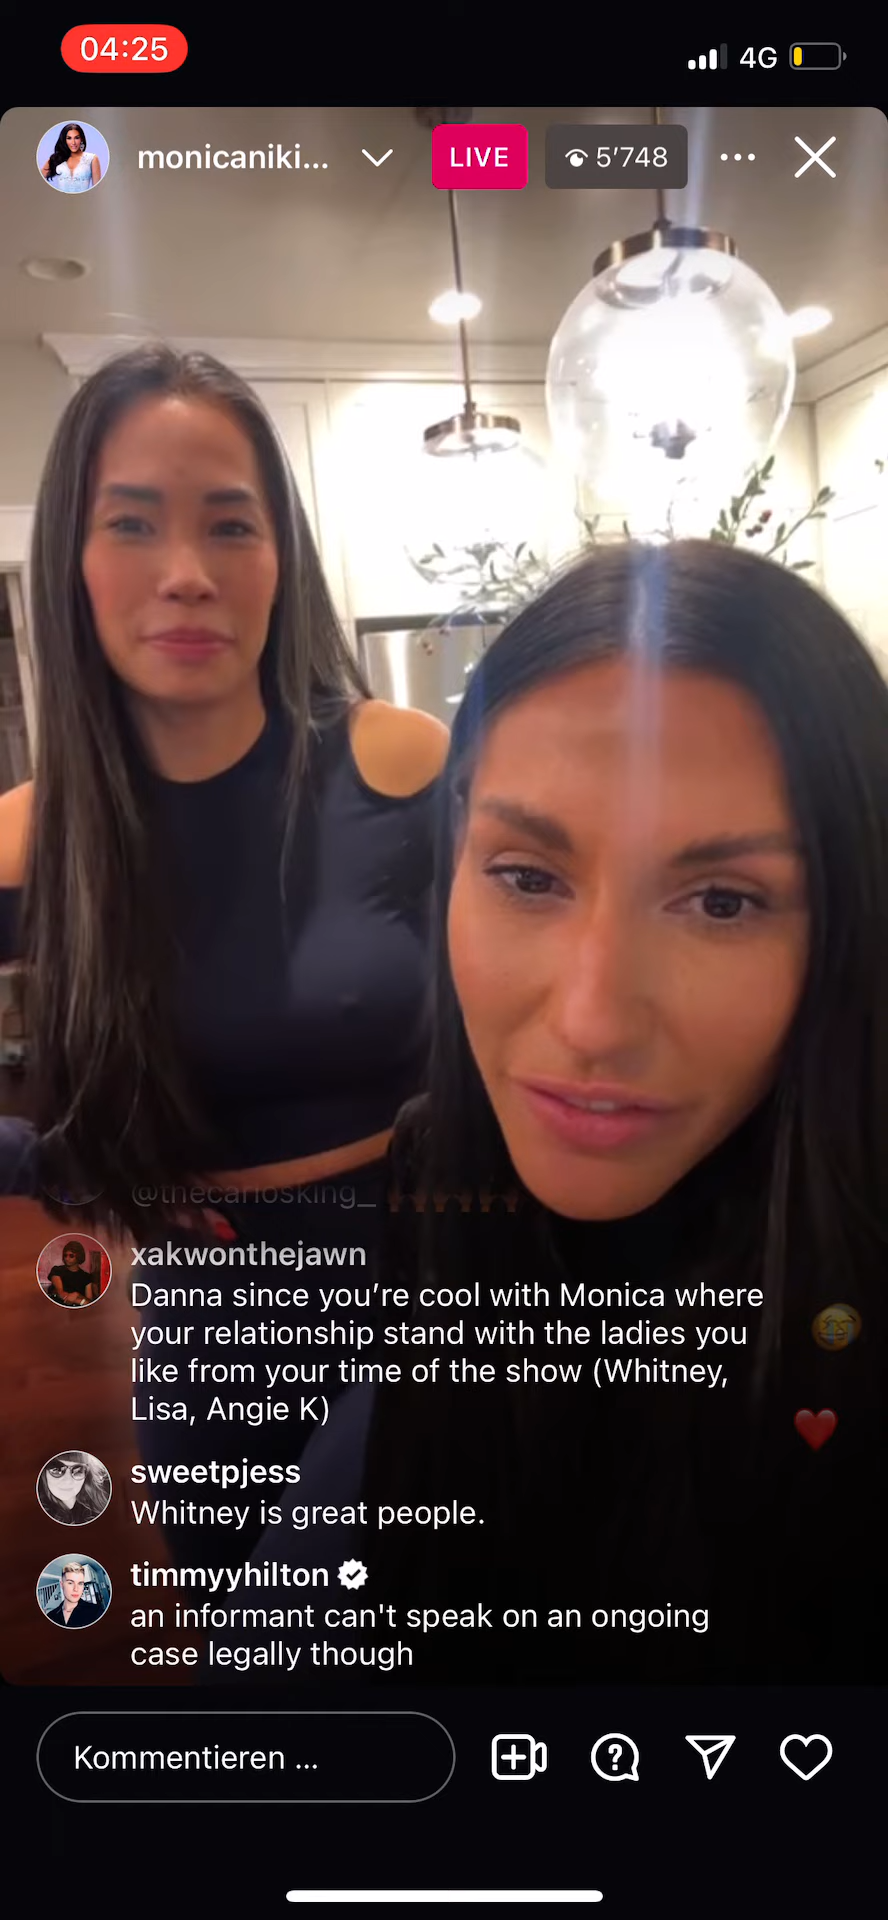 04:25
4G
monicaniki...
LIVE
5’748
@thecarlosking_
xakwonthejawn
Danna since you’re cool with Monica where
your relationship stand with the ladies you
like from your time of the show (Whitney,
Lisa, Angie K)
sweetpjess
Whitney is great people.
timmyyhilton
an informant can't speak on an ongoing
case legally though
Kommentieren ...